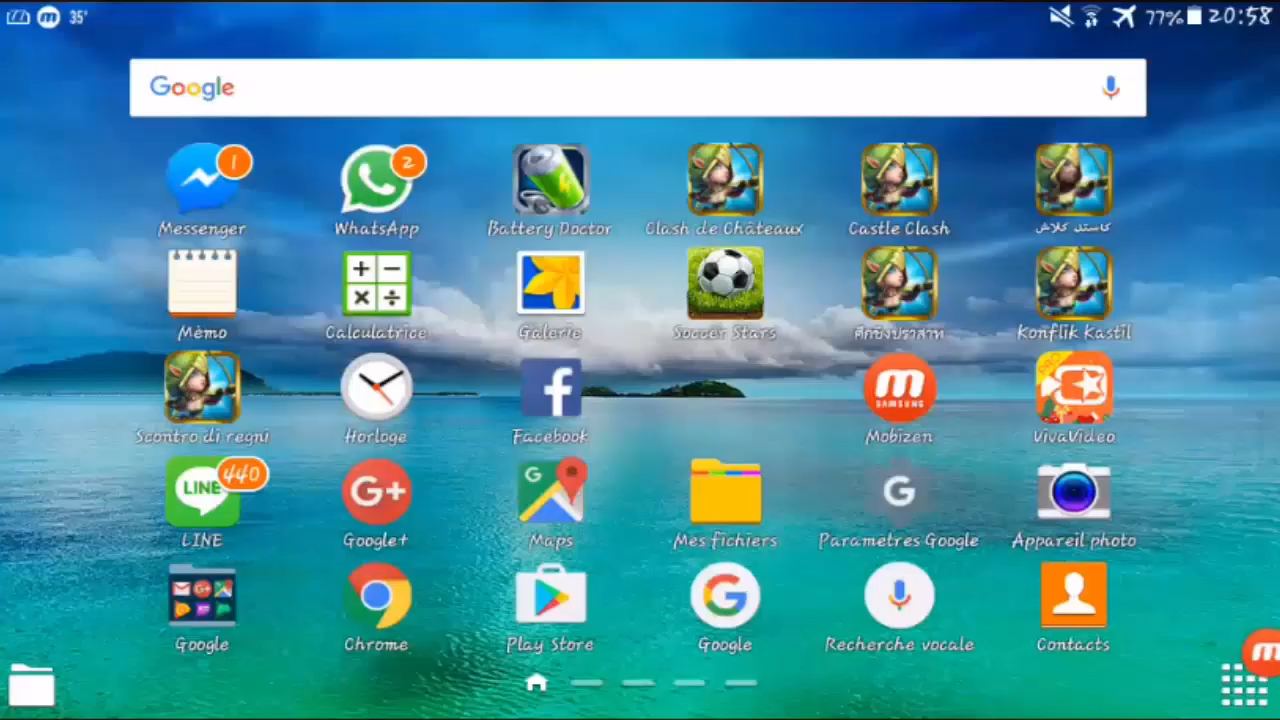 35°
77% 20:58
Google
1 2
Messenger WhatsApp Battery Doctor Clash de Châteaux Castle Clash كاستل كلاش
Mémo Calculatrice Galerie Soccer Stars ศึกชิงปราสาท Konflik Kastil
SAMSUNG
Scontro di regni Horloge Facebook Mobizen VivaVideo
LINE 440 G+ G G
LINE Google+ Maps Mes fichiers Paramètres Google Appareil photo
Google Chrome Play Store Google Recherche vocale Contacts